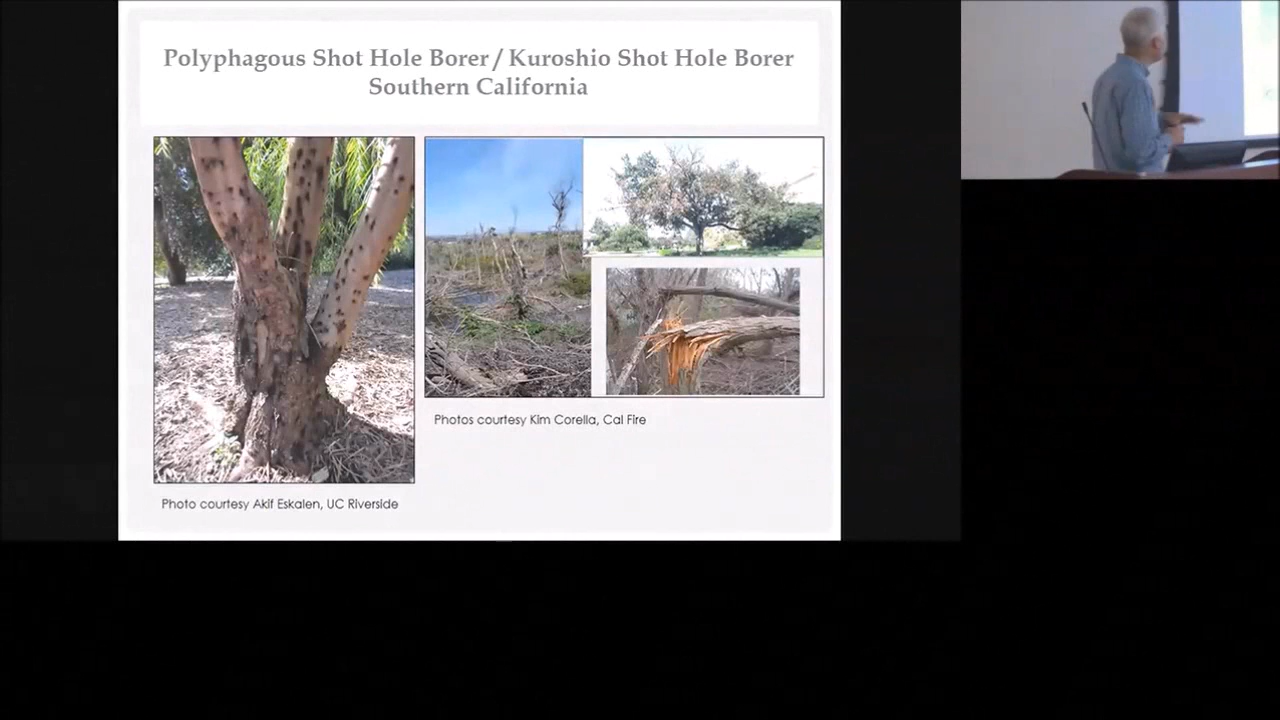 Polyphagous Shot Hole Borer / Kuroshio Shot Hole Borer
Southern California
Photos courtesy Kim Corella, Cal Fire
Photo courtesy Akif Eskalen, UC Riverside